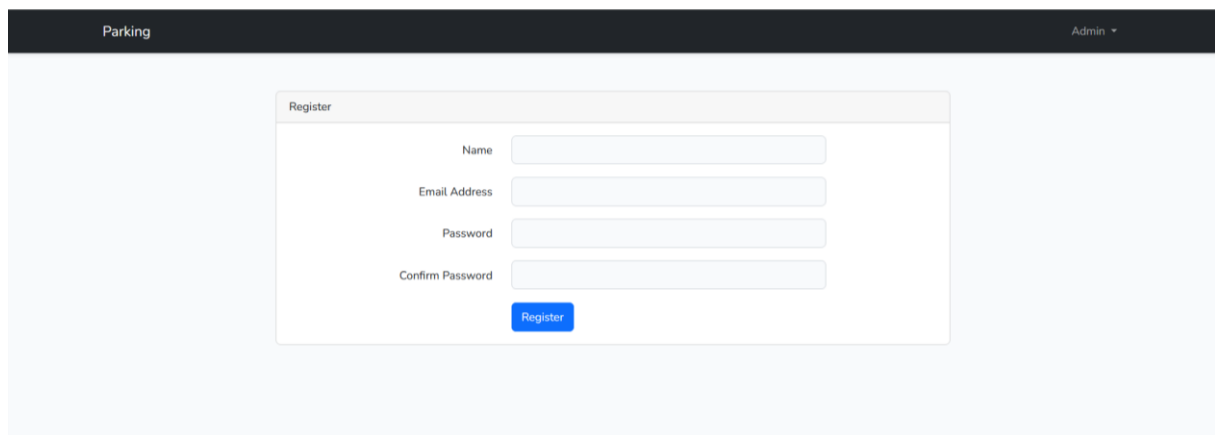 Parking
Admin
Register
Name
Email Address
Password
Confirm Password
Register